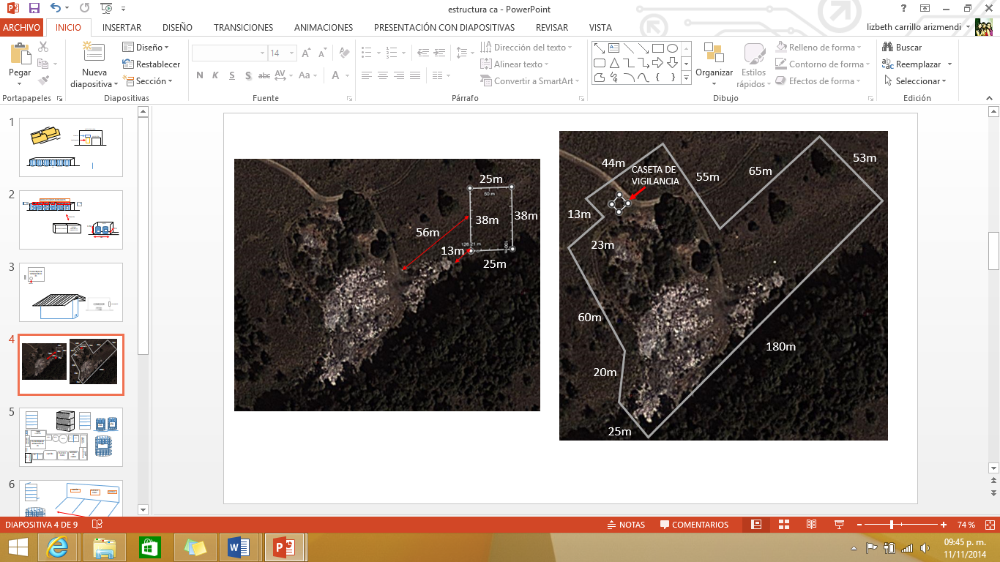 estructura ca - PowerPoint
ARCHIVO
INICIO
INSERTAR
DISEÑO
TRANSICIONES
ANIMACIONES
PRESENTACIÓN CON DIAPOSITIVAS
REVISAR
VISTA
lizbeth carrillo arizmendi
Pegar
Portapapeles
Nueva
diapositiva
Diseño
Restablecer
Sección
Diapositivas
14
N K S S abc AV Aa A
Fuente
Dirección del texto
Alinear texto
Convertir a SmartArt
Párrafo
Organizar
Estilos
rápidos
Relleno de forma
Contorno de forma
Efectos de forma
Dibujo
Buscar
Reemplazar
Seleccionar
Edición
1
2
3
4
5
6
25m
50 m
38m
38m
56m
13m
25m
44m
CASETA DE
VIGILANCIA
55m
65m
53m
13m
23m
60m
20m
25m
180m
DIAPOSITIVA 4 DE 9
NOTAS
COMENTARIOS
74 %
09:45 p. m.
11/11/2014